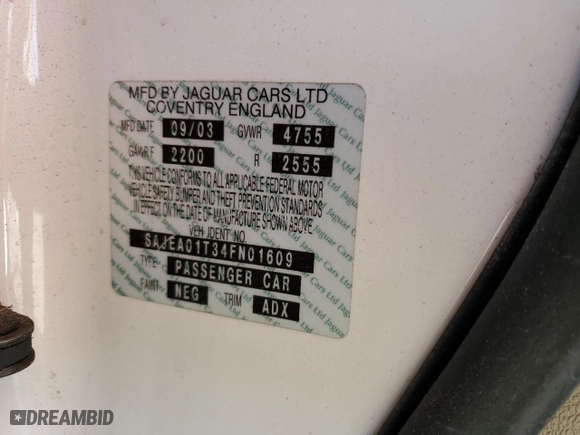 MFD BY JAGUAR CARS LTD
COVENTRY ENGLAND
MFD DATE 09/03 GVWR 4755
GAWR F 2200 R 2555
THIS VEHICLE CONFORMS TO ALL APPLICABLE FEDERAL MOTOR
VEHICLE SAFETY BUMPER AND THEFT PREVENTION STANDARDS
IN EFFECT ON THE DATE OF MANUFACTURE SHOWN ABOVE
VEH IDENT NO.
SAJEA01T34FN01609
TYPE PASSENGER CAR
PAINT NEG TRIM ADX
DREAMBID